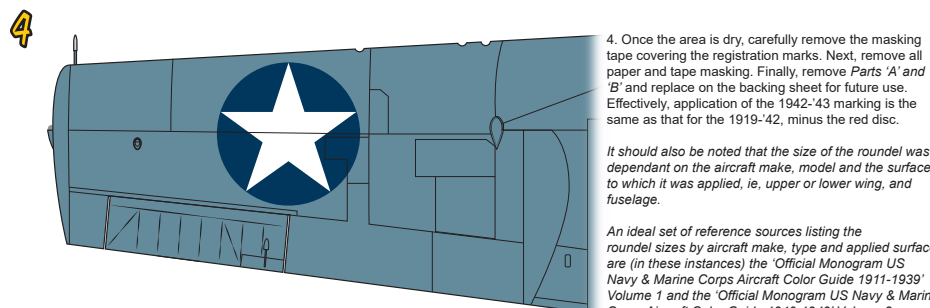 4
4. Once the area is dry, carefully remove the masking
tape covering the registration marks. Next, remove all
paper and tape masking. Finally, remove Parts ‘A’ and
‘B’ and replace on the backing sheet for future use.
Effectively, application of the 1942-’43 marking is the
same as that for the 1919-’42, minus the red disc.
It should also be noted that the size of the roundel was
dependant on the aircraft make, model and the surface
to which it was applied, ie, upper or lower wing, and
fuselage.
An ideal set of reference sources listing the
roundel sizes by aircraft make, type and applied surface
are (in these instances) the ‘Official Monogram US
Navy & Marine Corps Aircraft Color Guide 1911-1939’
Volume 1 and the ‘Official Monogram US Navy & Marin